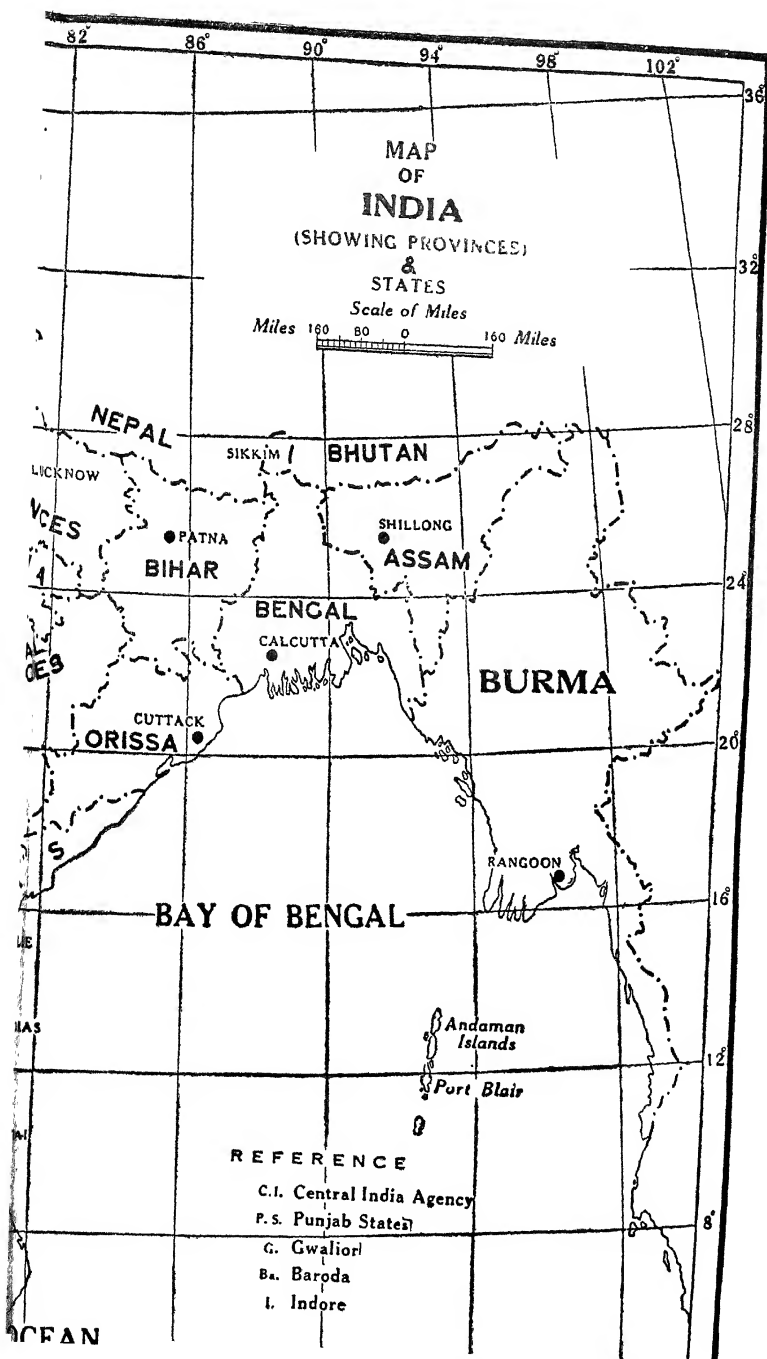 82° 86° 90° 94° 98° 102°
36°
MAP
OF
INDIA
(SHOWING PROVINCES)
&
STATES
32°
Scale of Miles
Miles 160 80 0 160 Miles
NEPAL
28°
SIKKIM BHUTAN
LUCKNOW
NCES
PATNA SHILLONG
BIHAR ASSAM
24°
BENGAL
CALCUTTA
CES
BURMA
CUTTACK
ORISSA
20°
S
RANGOON
16°
BAY OF BENGAL
Andaman
Islands
12°
Port Blair
REFERENCE
C.I. Central India Agency
P.S. Punjab States
8°
G. Gwalior
Ba. Baroda
I. Indore
OCEAN